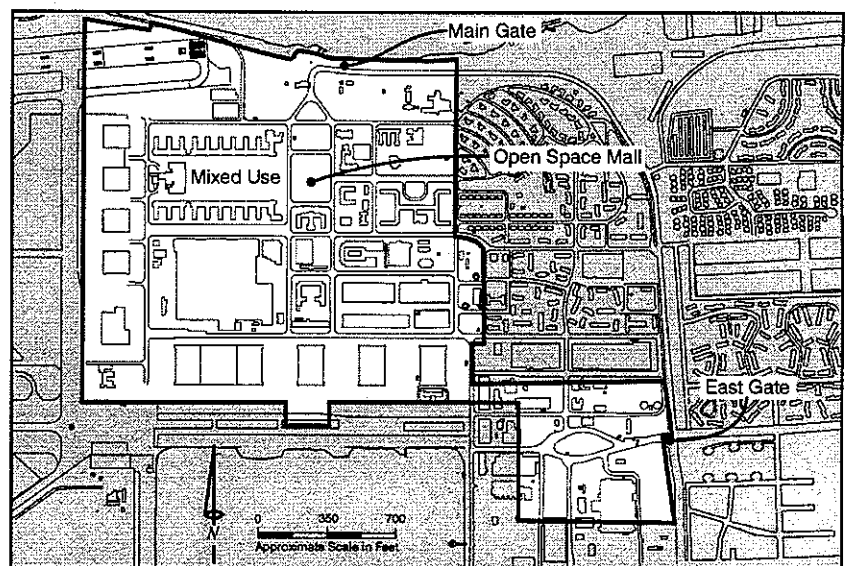 Main Gate
Open Space Mall
Mixed Use
East Gate
N
0 350 700
Approximate Scale in Feet